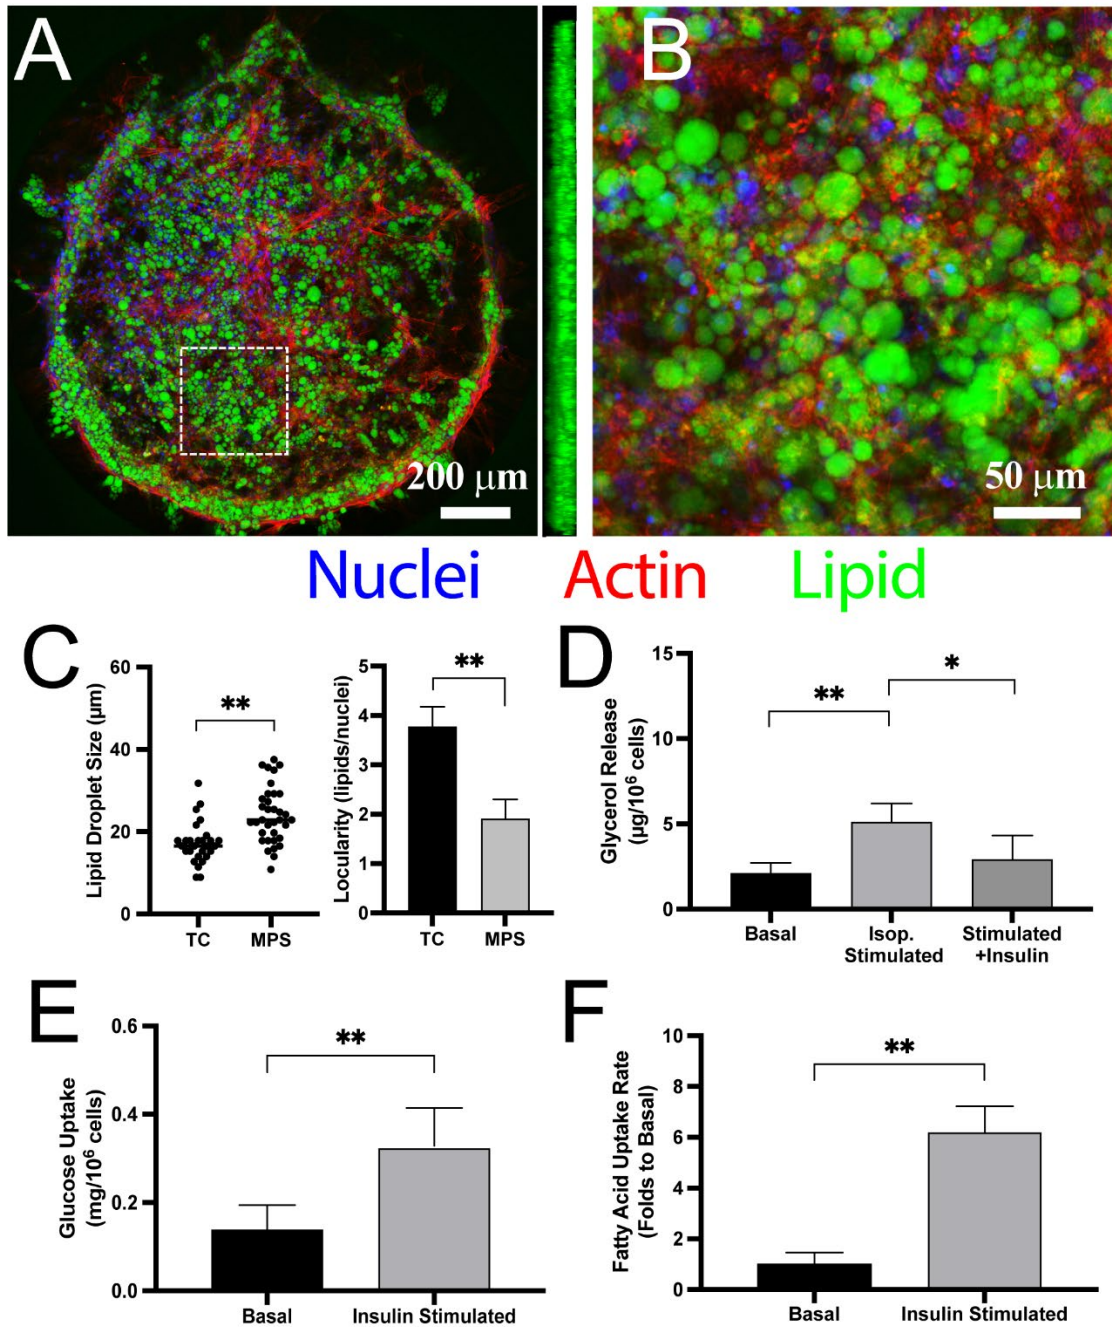 A
200 μm
B
50 μm
Nuclei Actin Lipid
C
Lipid Droplet Size (μm)
60
40
20
0
**
TC MPS
Locularity (lipids/nuclei)
5
4
3
2
1
0
**
TC MPS
D
Glycerol Release
(μg/10⁶ cells)
15
10
5
0
**
*
Basal Isop. Stimulated
Stimulated +Insulin
E
Glucose Uptake
(mg/10⁶ cells)
0.6
0.4
0.2
0.0
**
Basal Insulin Stimulated
F
Fatty Acid Uptake Rate
(Folds to Basal)
10
8
6
4
2
0
**
Basal Insulin Stimulated